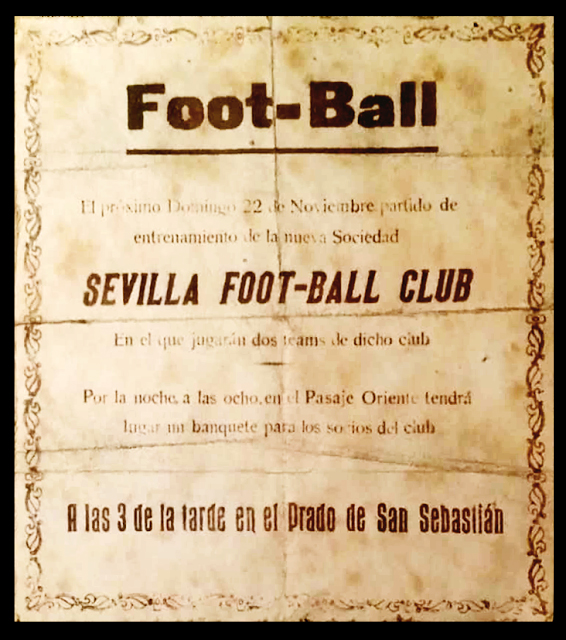 Foot-Ball
El próximo Domingo 22 de Noviembre partido de
entrenamiento de la nueva Sociedad
SEVILLA FOOT-BALL CLUB
En el que jugarán dos teams de dicho club
Por la noche, a las ocho, en el Pasaje Oriente tendrá
lugar un banquete para los socios del club
A las 3 de la tarde en el Prado de San Sebastián